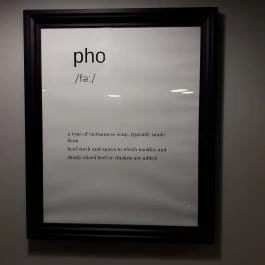 pho
/fə:/
a type of vietnamese soup, typically made
from
beef stock and spices to which noodles and
thinly sliced beef or chicken are added